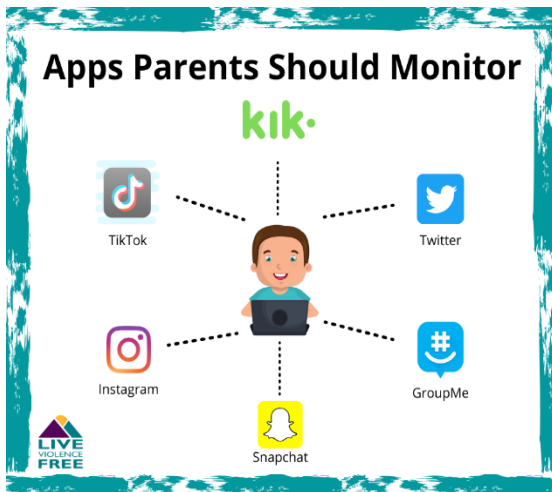 Apps Parents Should Monitor
kik.
TikTok
Twitter
Instagram
GroupMe
Snapchat
LIVE
VIOLENCE
FREE